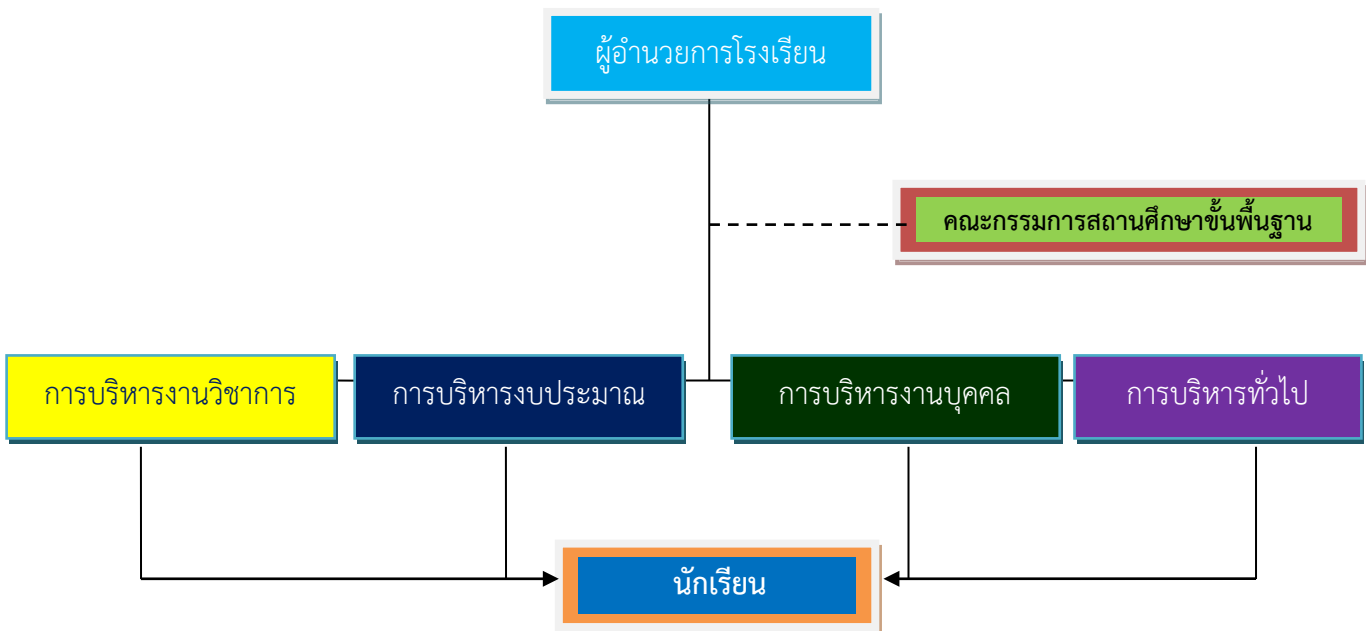 ผู้อำนวยการโรงเรียน
คณะกรรมการสถานศึกษาขั้นพื้นฐาน
การบริหารงานวิชาการ
การบริหารงบประมาณ
การบริหารงานบุคคล
การบริหารทั่วไป
นักเรียน